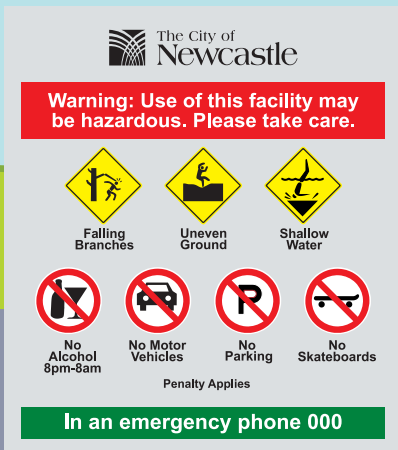 The City of
Newcastle
Warning: Use of this facility may
be hazardous. Please take care.
Falling
Branches
Uneven
Ground
Shallow
Water
P
No
Alcohol
8pm-8am
No Motor
Vehicles
No
Parking
No
Skateboards
Penalty Applies
In an emergency phone 000